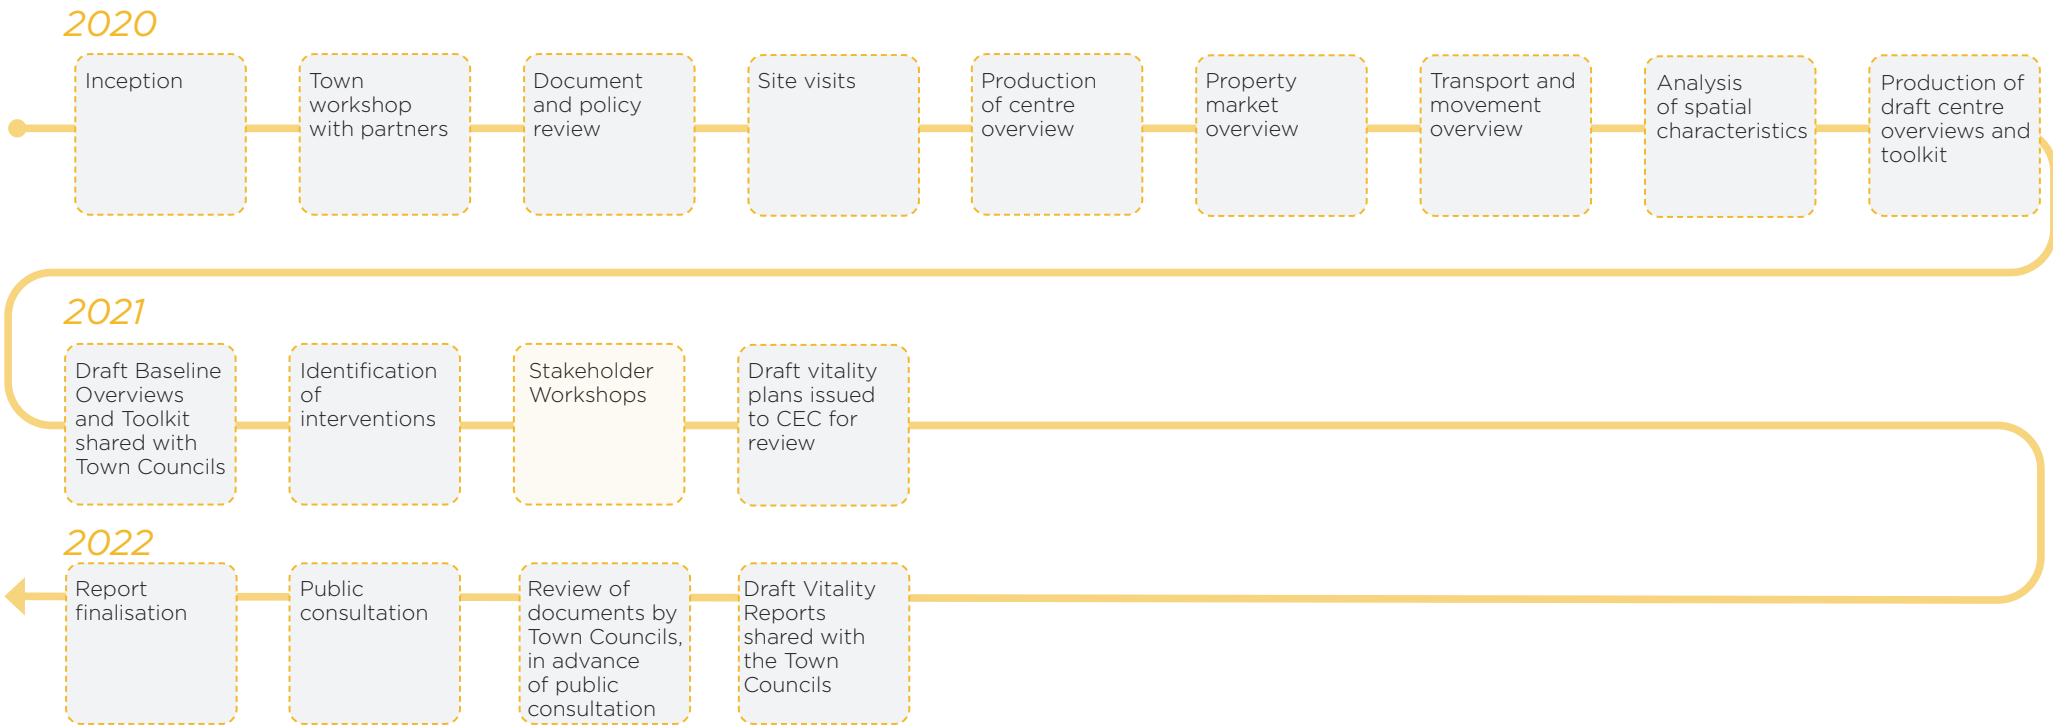 2020
Inception
Town
workshop
with partners
Document
and policy
review
Site visits
Production
of centre
overview
Property
market
overview
Transport and
movement
overview
Analysis
of spatial
characteristics
Production of
draft centre
overviews and
toolkit
2021
Draft Baseline
Overviews
and Toolkit
shared with
Town Councils
Identification
of
interventions
Stakeholder
Workshops
Draft vitality
plans issued
to CEC for
review
2022
Report
finalisation
Public
consultation
Review of
documents by
Town Councils,
in advance
of public
consultation
Draft Vitality
Reports
shared with
the Town
Councils